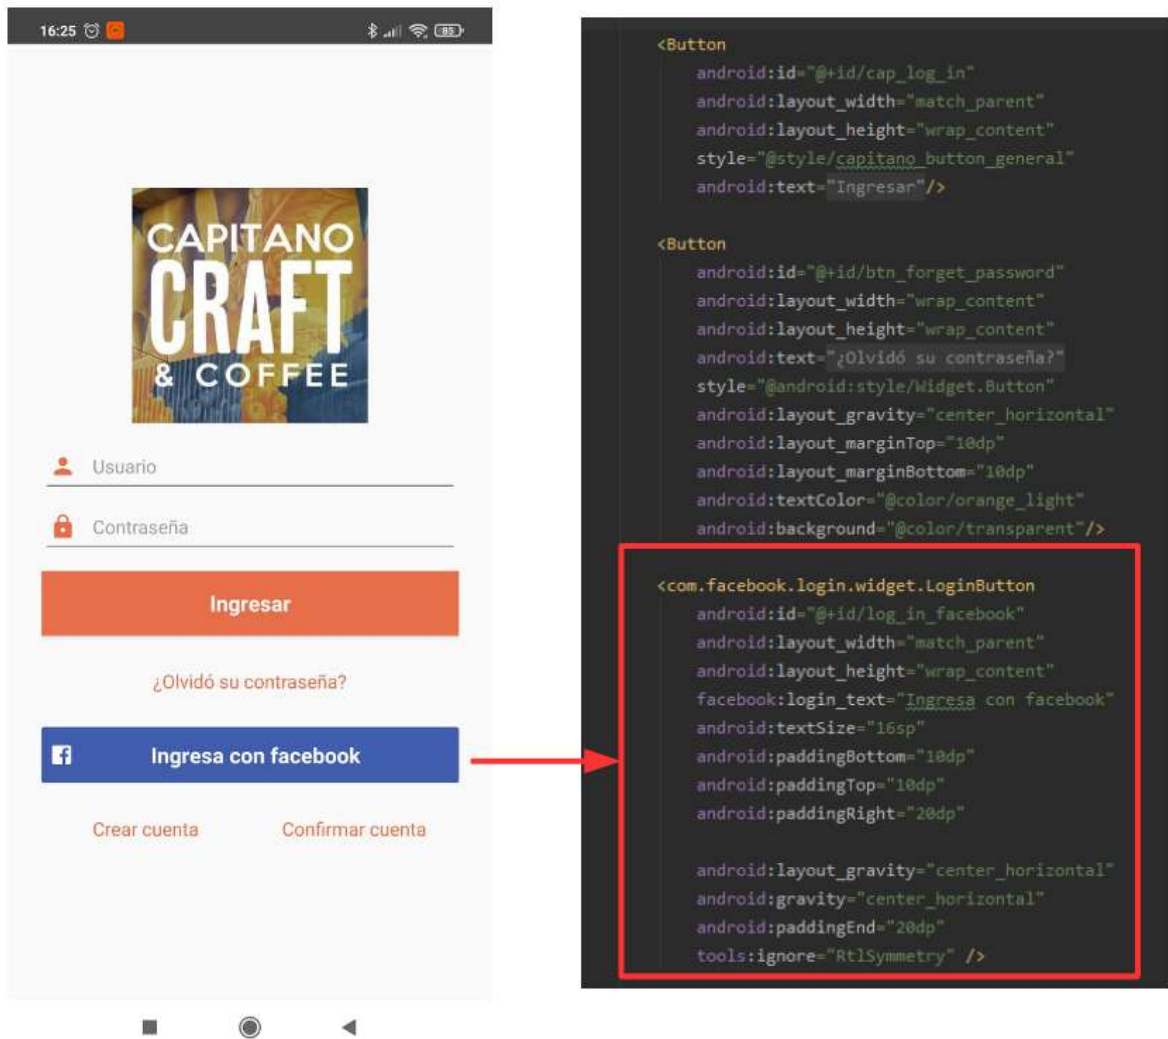 16:25
85
CAPITANO
CRAFT
& COFFEE
Usuario
Contraseña
Ingresar
¿Olvidó su contraseña?
Ingresa con facebook
Crear cuenta
Confirmar cuenta
<Button
android:id="@+id/cap_log_in"
android:layout_width="match_parent"
android:layout_height="wrap_content"
style="@style/capitano_button_general"
android:text="Ingresar"/>
<Button
android:id="@+id/btn_forget_password"
android:layout_width="wrap_content"
android:layout_height="wrap_content"
android:text="¿Olvidó su contraseña?"
style="@android:style/Widget.Button"
android:layout_gravity="center_horizontal"
android:layout_marginTop="10dp"
android:layout_marginBottom="10dp"
android:textColor="@color/orange_light"
android:background="@color/transparent"/>
<com.facebook.login.widget.LoginButton
android:id="@+id/log_in_facebook"
android:layout_width="match_parent"
android:layout_height="wrap_content"
facebook:login_text="Ingresa con facebook"
android:textSize="16sp"
android:paddingBottom="10dp"
android:paddingTop="10dp"
android:paddingRight="20dp"
android:layout_gravity="center_horizontal"
android:gravity="center_horizontal"
android:paddingEnd="20dp"
tools:ignore="RtlSymmetry" />